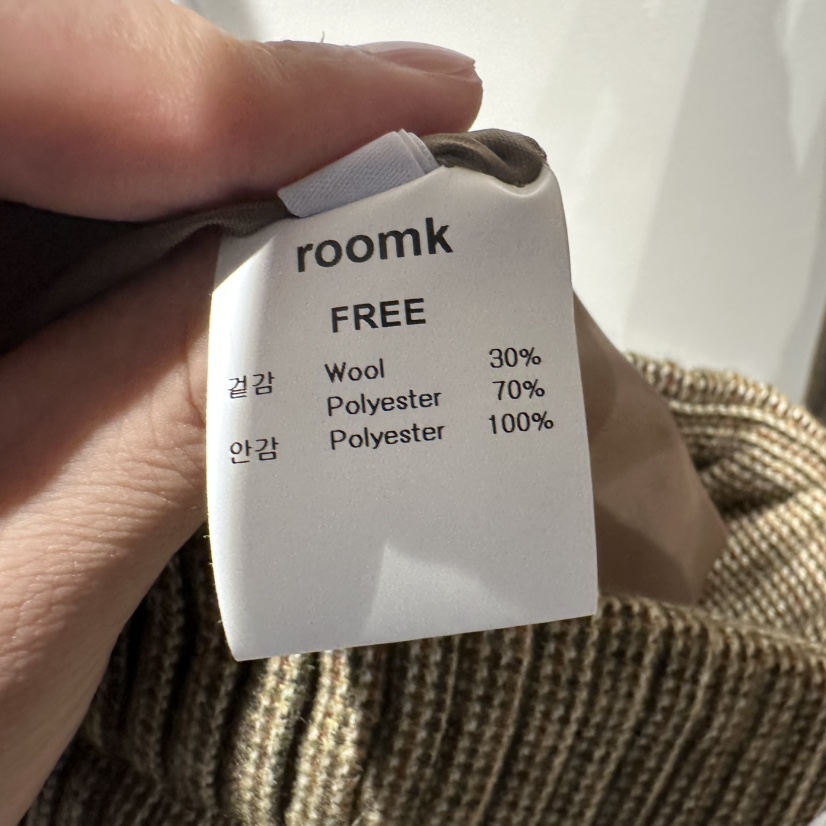 roomk
FREE
겉감 Wool 30%
Polyester 70%
안감 Polyester 100%